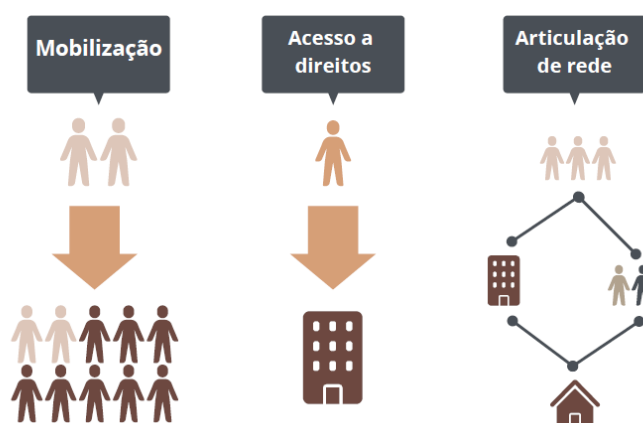 Mobilização
Acesso a
direitos
Articulação
de rede